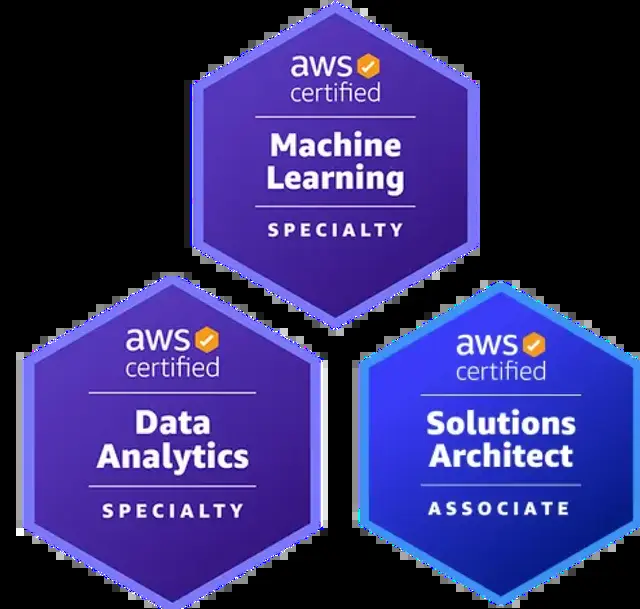 aws
certified
Machine
Learning
SPECIALTY
aws
certified
Data
Analytics
SPECIALTY
aws
certified
Solutions
Architect
ASSOCIATE